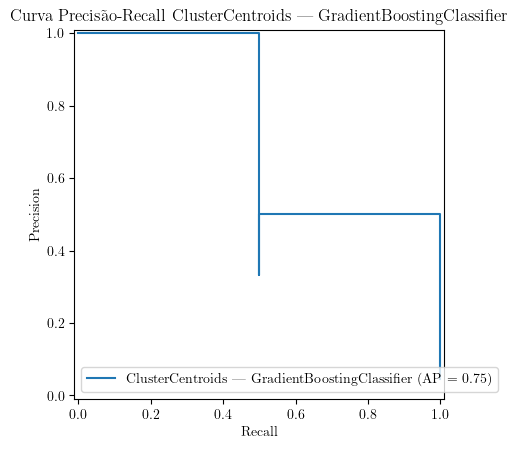 Curva Precisão-Recall ClusterCentroids — GradientBoostingClassifier
1.0
0.8
0.6
0.4
0.2
0.0
Precision
ClusterCentroids — GradientBoostingClassifier (AP = 0.75)
0.0 0.2 0.4 0.6 0.8 1.0
Recall